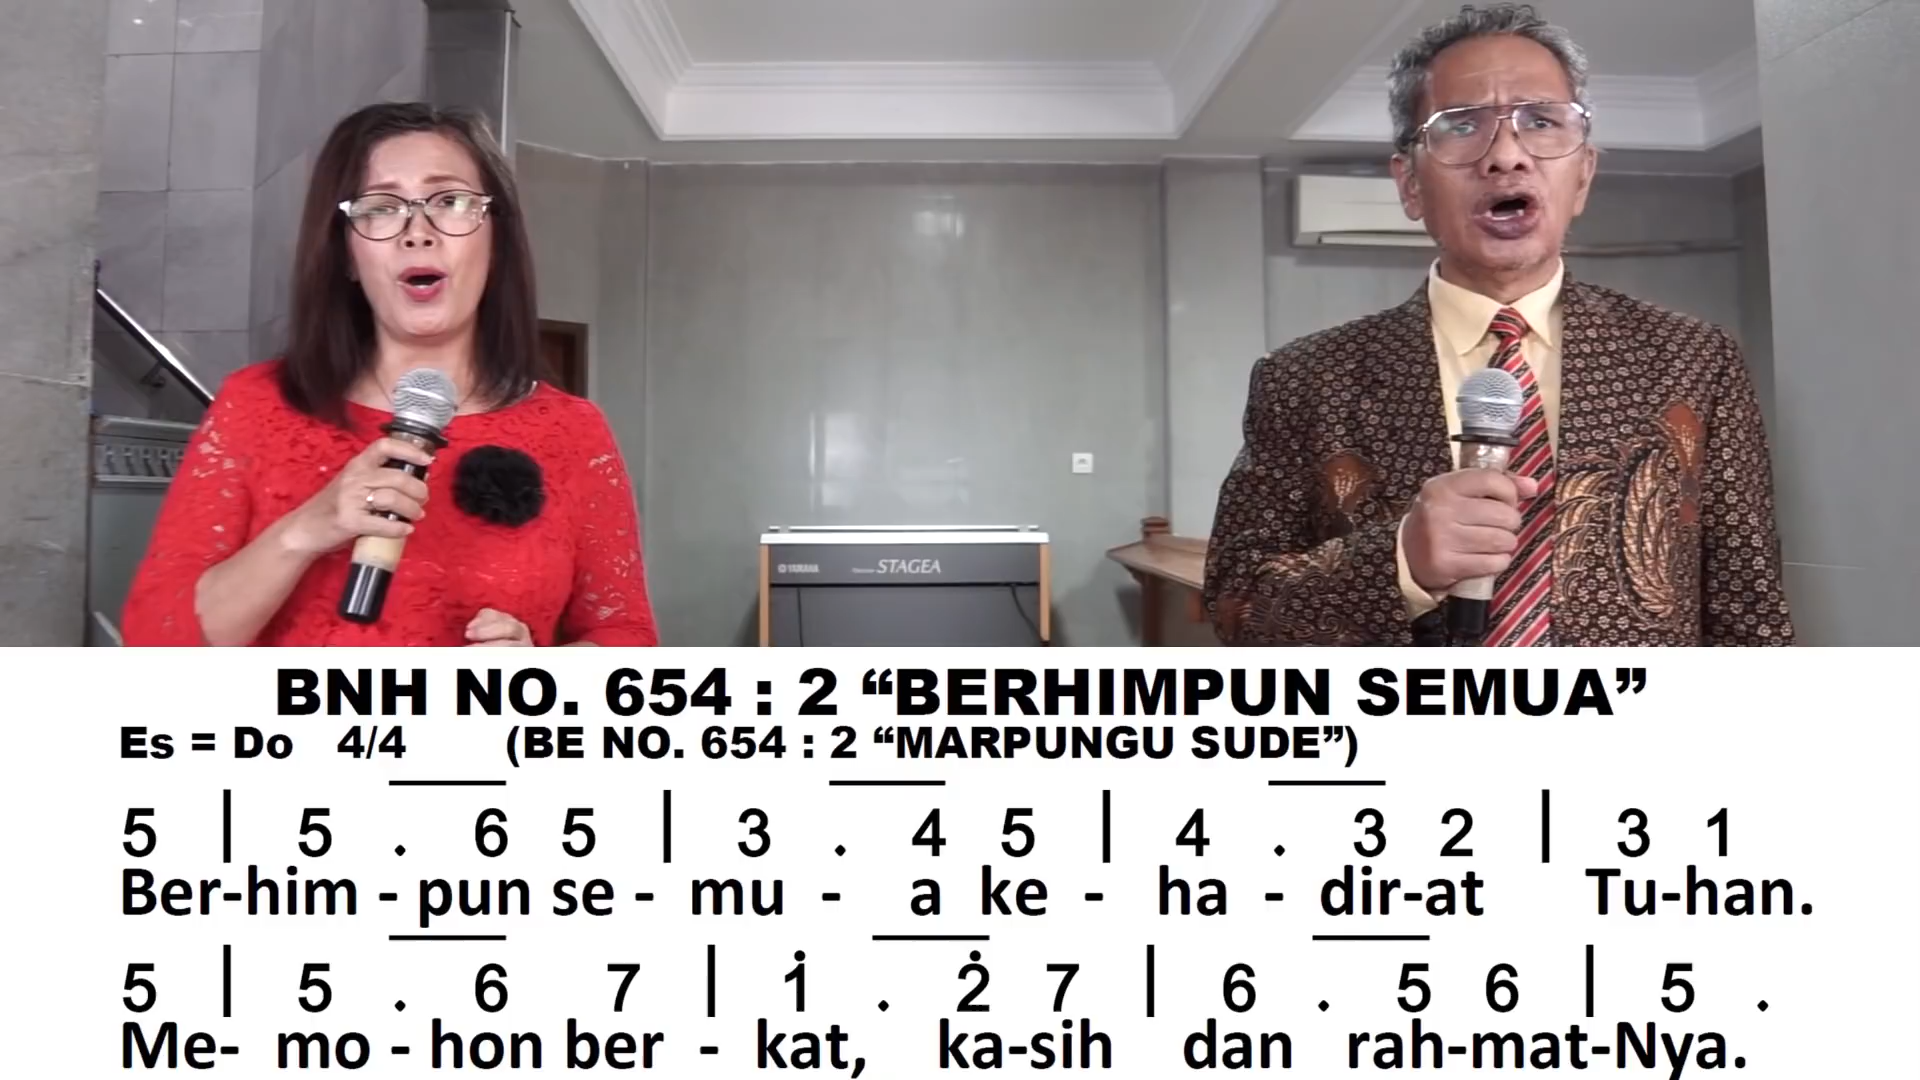 YAMAHA STAGEA
BNH NO. 654 : 2 “BERHIMPUN SEMUA”
Es = Do 4/4 (BE NO. 654 : 2 “MARPUNGU SUDE”)
5 | 5 . 6 5 | 3 . 4 5 | 4 . 3 2 | 3 1
Ber-him - pun se - mu - a ke - ha - dir-at Tu-han.
5 | 5 . 6 7 | 1̇ . 2̇ 7 | 6 . 5 6 | 5 .
Me- mo - hon ber - kat, ka-sih dan rah-mat-Nya.